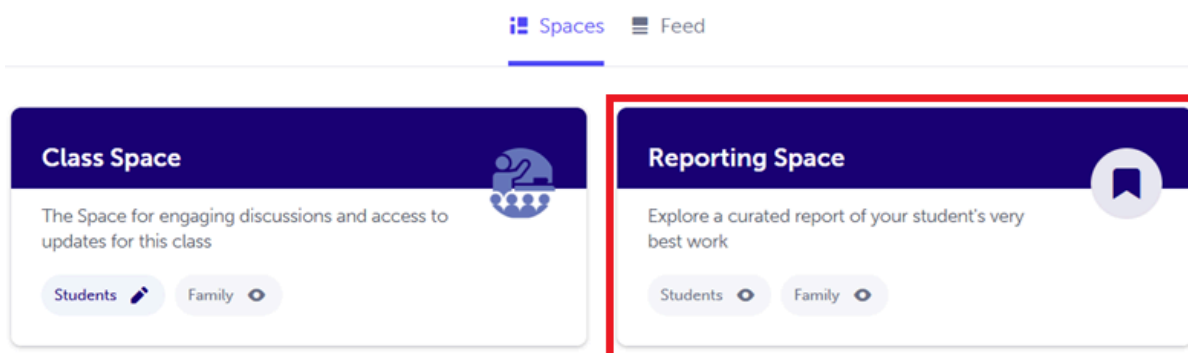 Spaces Feed
Class Space
The Space for engaging discussions and access to
updates for this class
Students Family
Reporting Space
Explore a curated report of your student's very
best work
Students Family